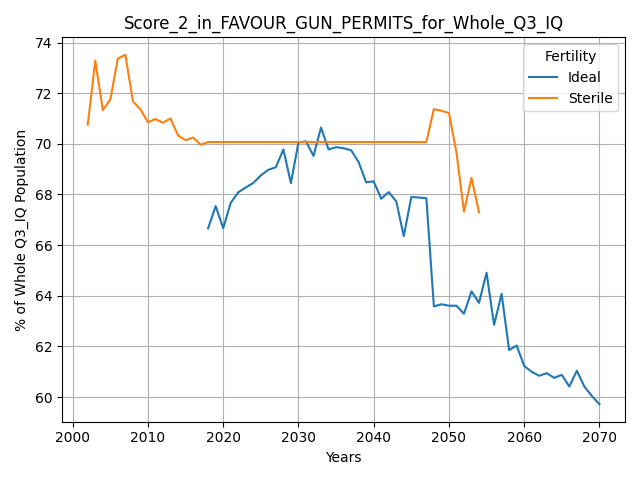 Score_2_in_FAVOUR_GUN_PERMITS_for_Whole_Q3_IQ
% of Whole Q3_IQ Population
74
72
70
68
66
64
62
60
Fertility
Ideal
Sterile
2000 2010 2020 2030 2040 2050 2060 2070
Years